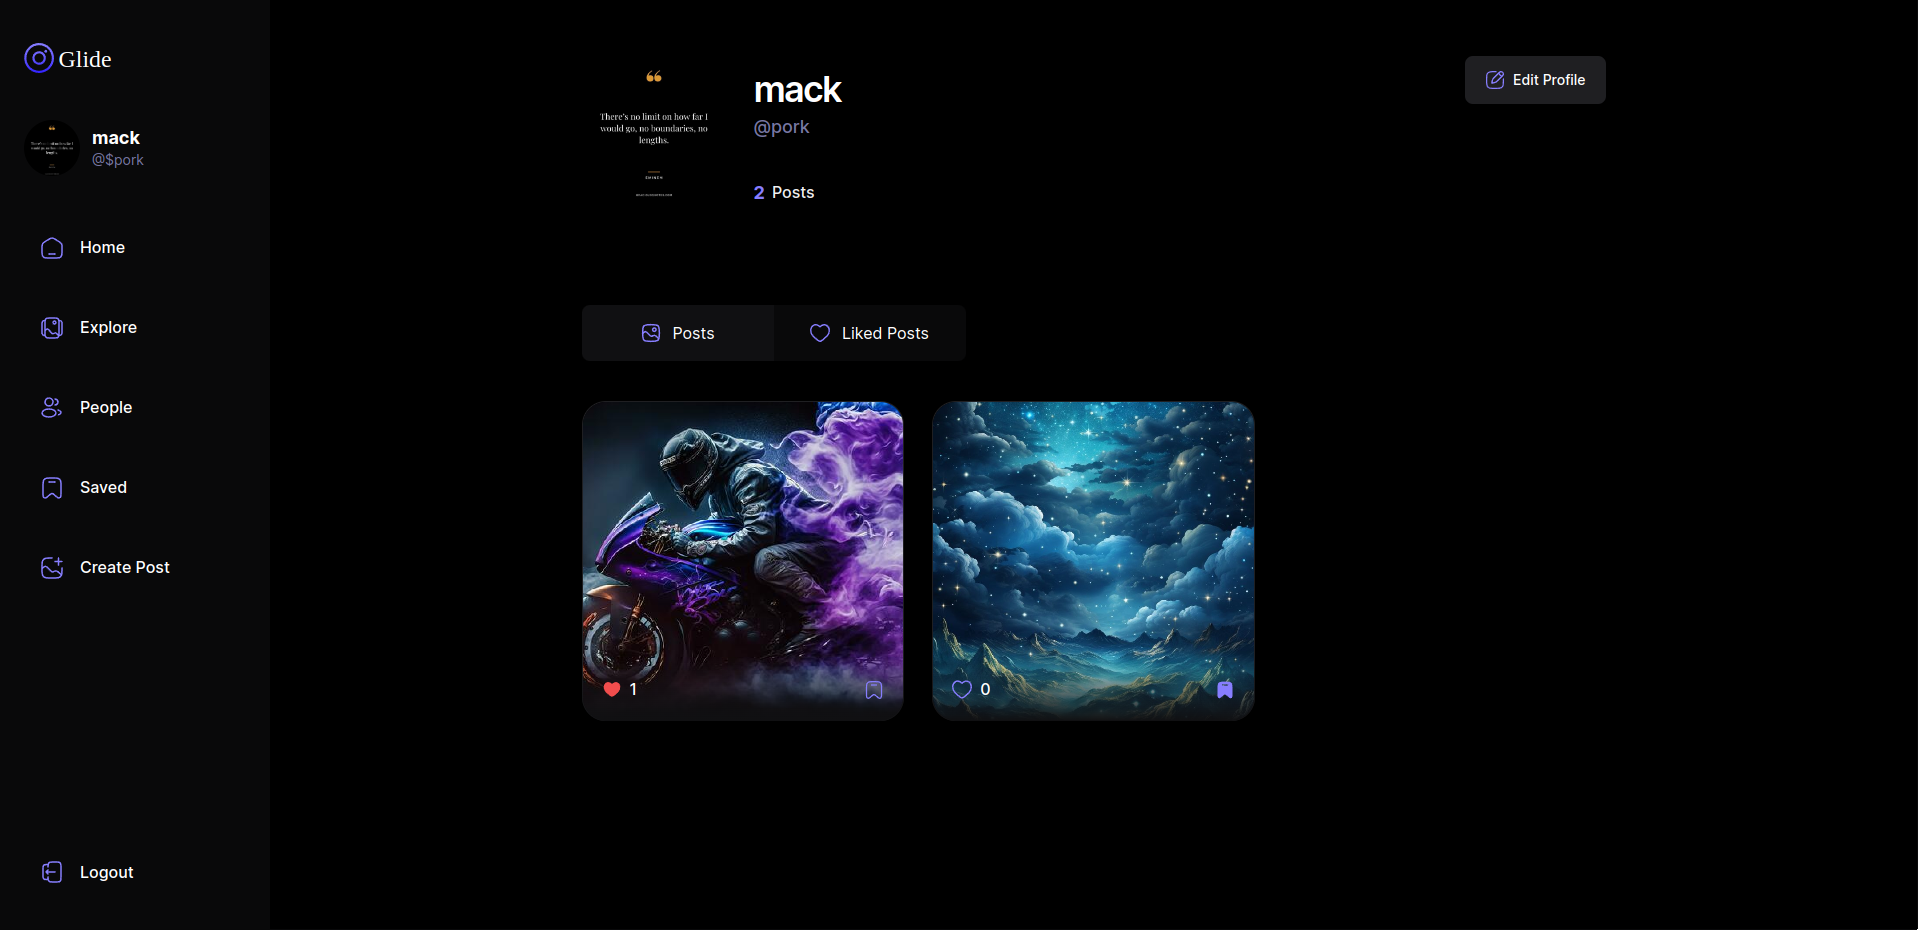 Glide
mack
@$pork
Home
Explore
People
Saved
Create Post
Logout
❝
There's no limit on how far I
would go, no boundaries, no
lengths.
EMINEM
mack
@pork
2 Posts
Edit Profile
Posts
Liked Posts
1
0